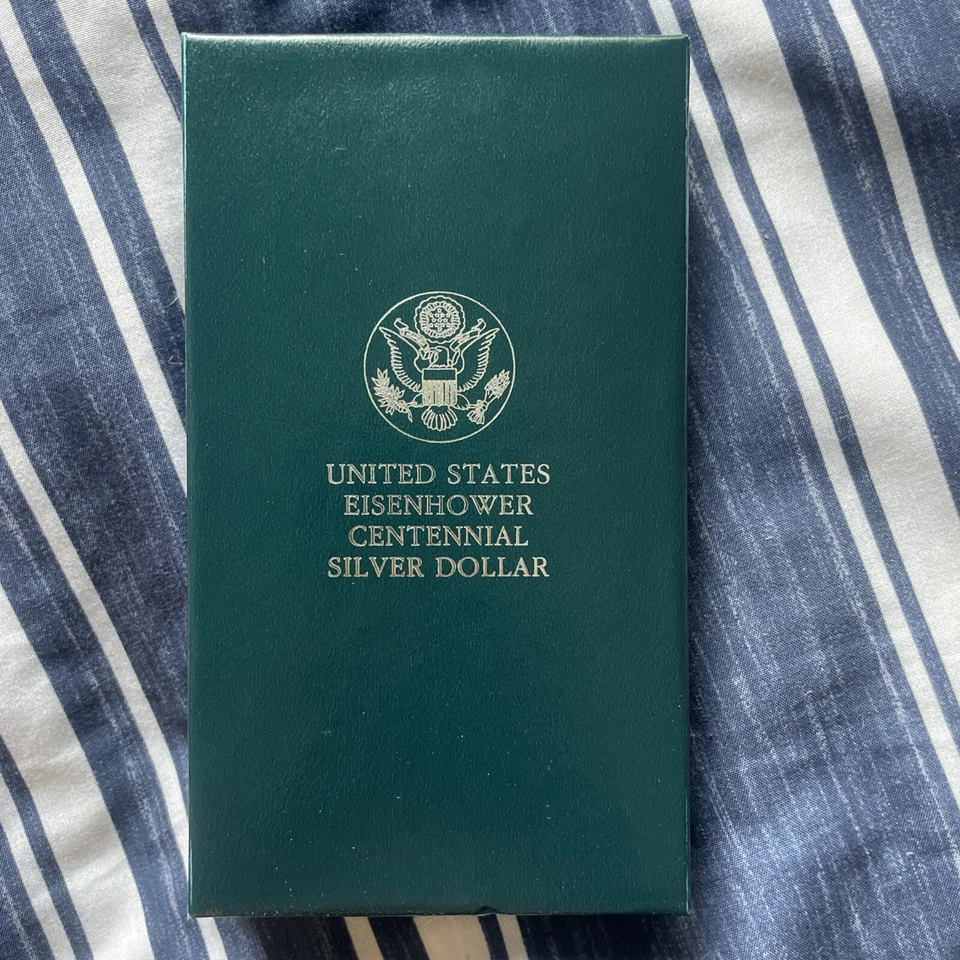 UNITED STATES
EISENHOWER
CENTENNIAL
SILVER DOLLAR